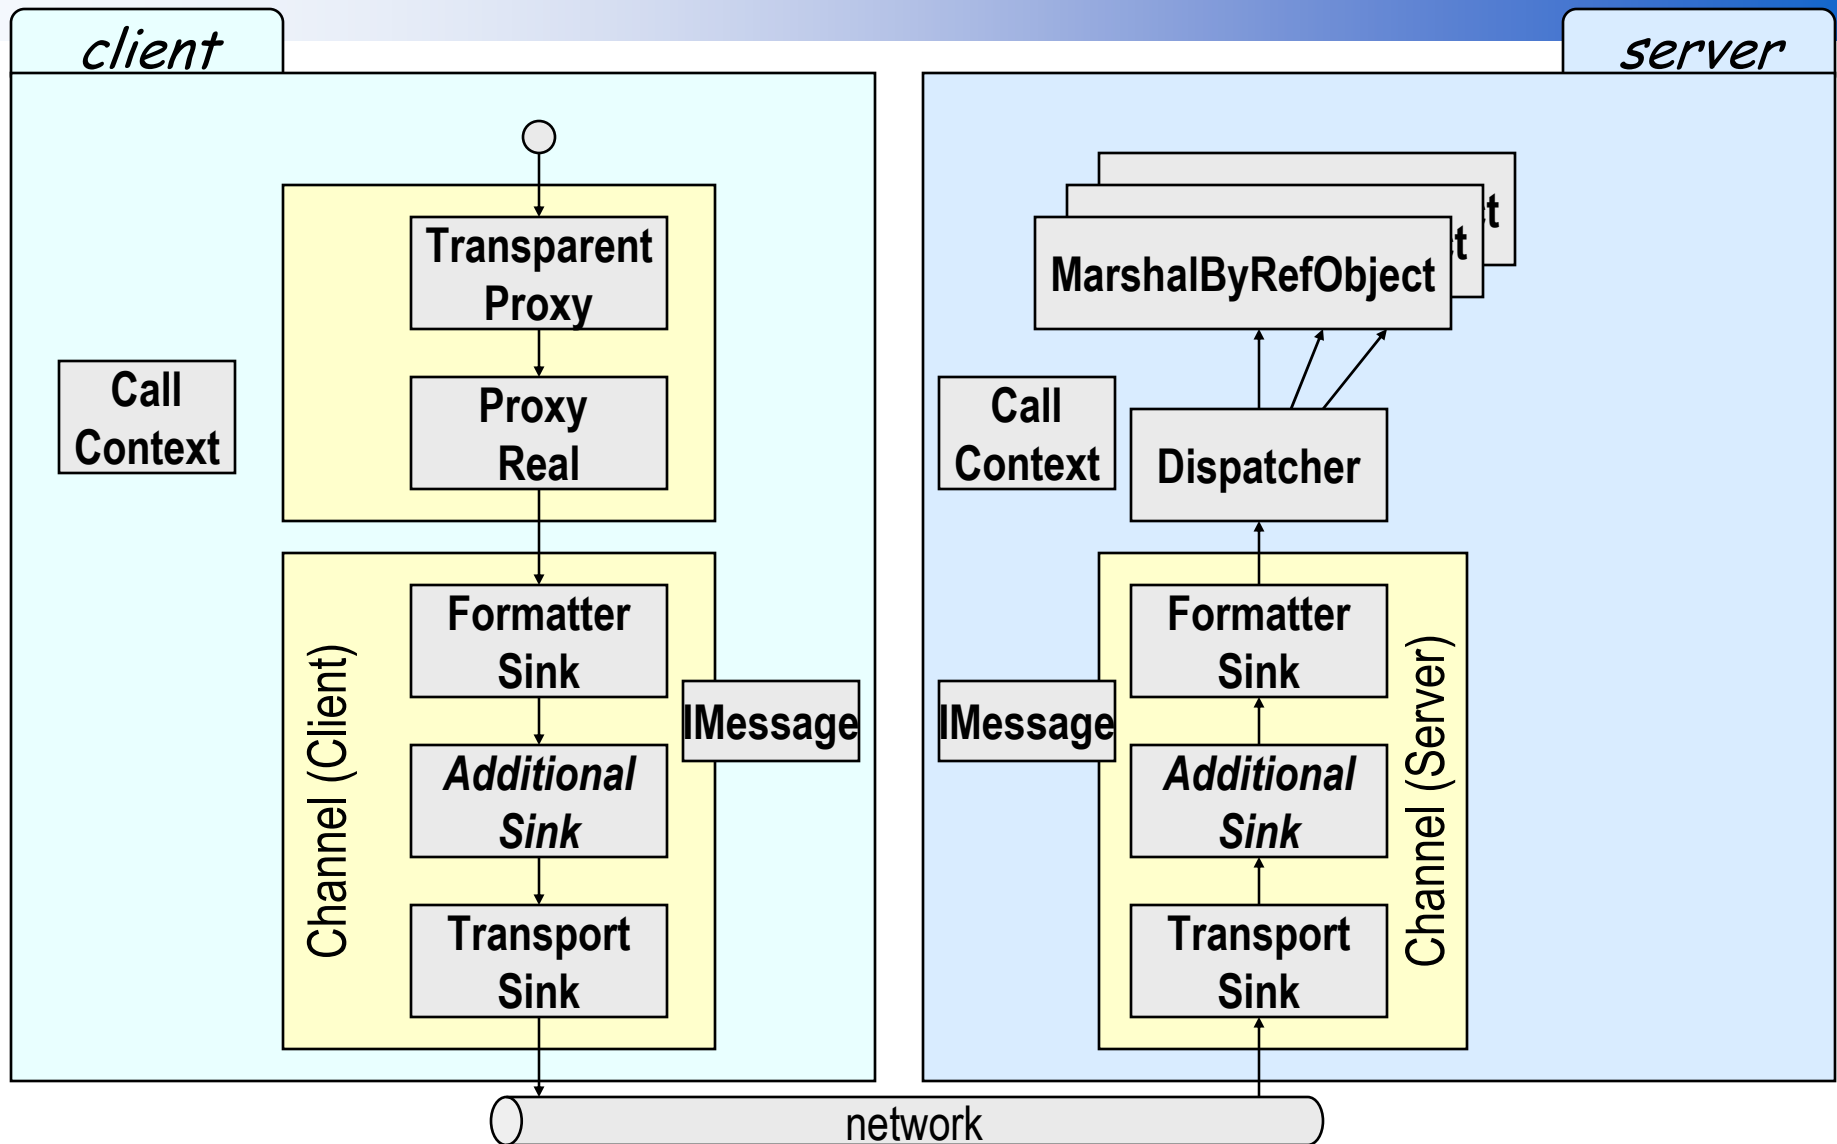 client
server
Transparent
Proxy
Proxy
Real
Call
Context
Formatter
Sink
Channel (Client)
IMessage
Additional
Sink
Transport
Sink
t
t
MarshalByRefObject
Call
Context
Dispatcher
Formatter
Sink
IMessage
Additional
Sink
Channel (Server)
Transport
Sink
network